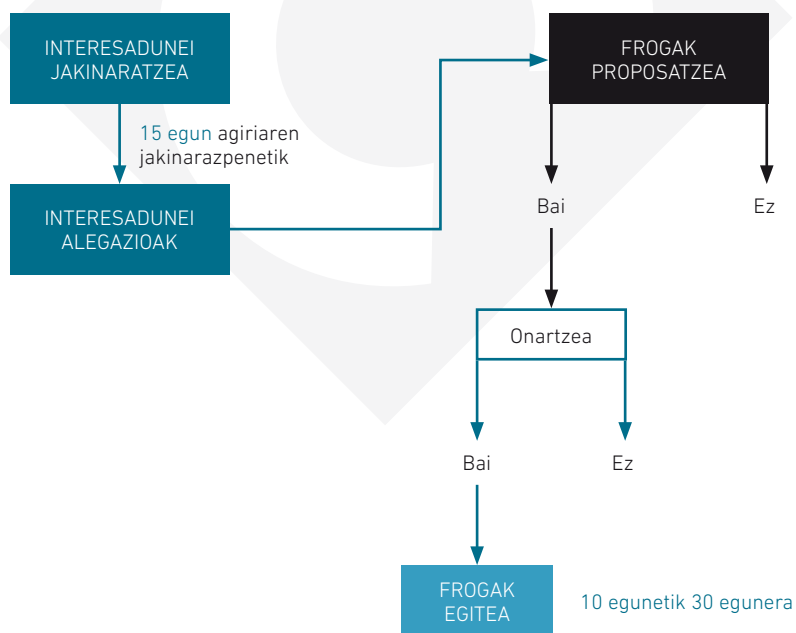 INTERESADUNEI
JAKINARATZEA
15 egun agiriaren
jakinarazpenetik
INTERESADUNEI
ALEGAZIOAK
FROGAK
PROPOSATZEA
Bai
Ez
Onartzea
Bai
Ez
FROGAK
EGITEA
10 egunetik 30 egunera